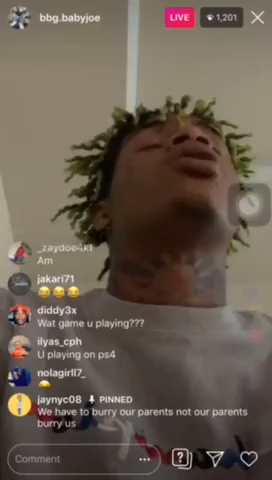 bbg.babyjoe
LIVE
1,201
_zaydoe4k1
Am
jakari71
😂😂😂
diddy3x
Wat game u playing???
ilyas_cph
U playing on ps4
nolagirll7_
😂
jaynyc08 PINNED
We have to burry our parents not our parents
burry us
Comment